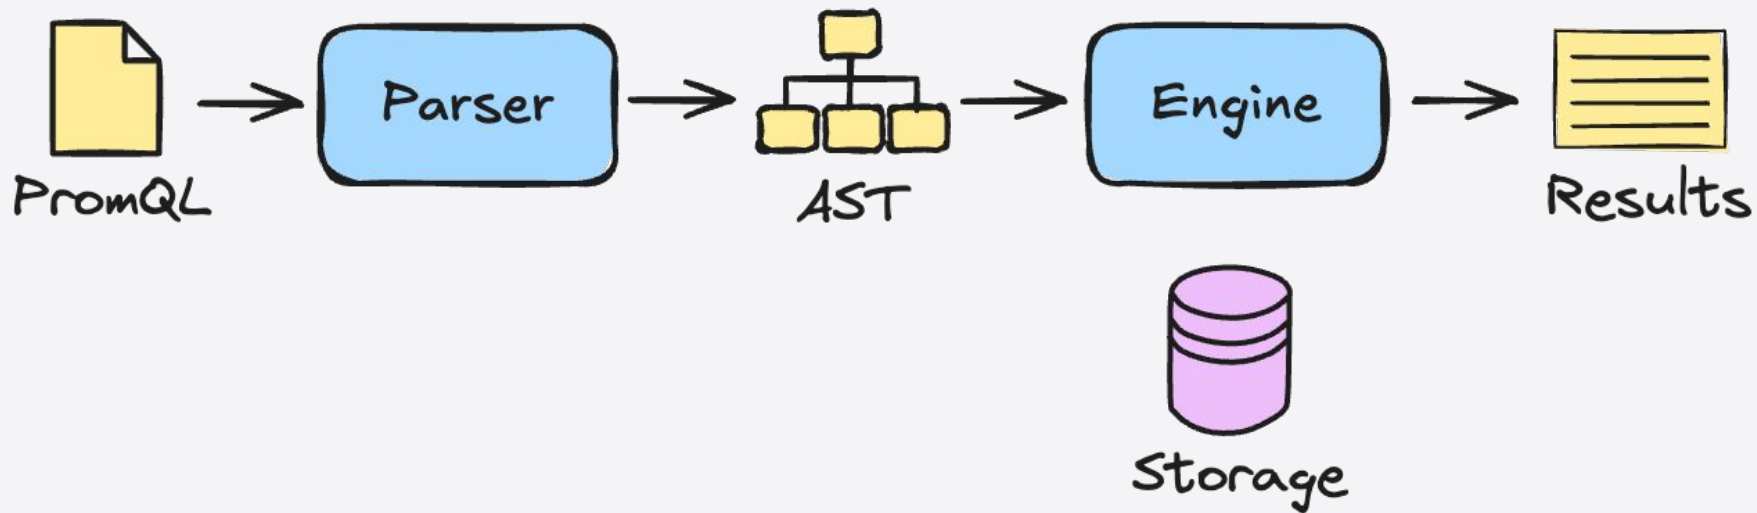 PromQL
Parser
AST
Engine
Results
Storage